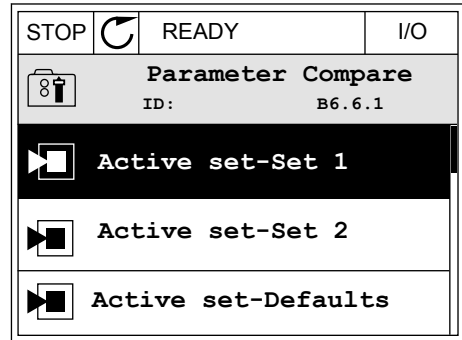 STOP READY I/O
Parameter Compare
ID: B6.6.1
Active set-Set 1
Active set-Set 2
Active set-Defaults